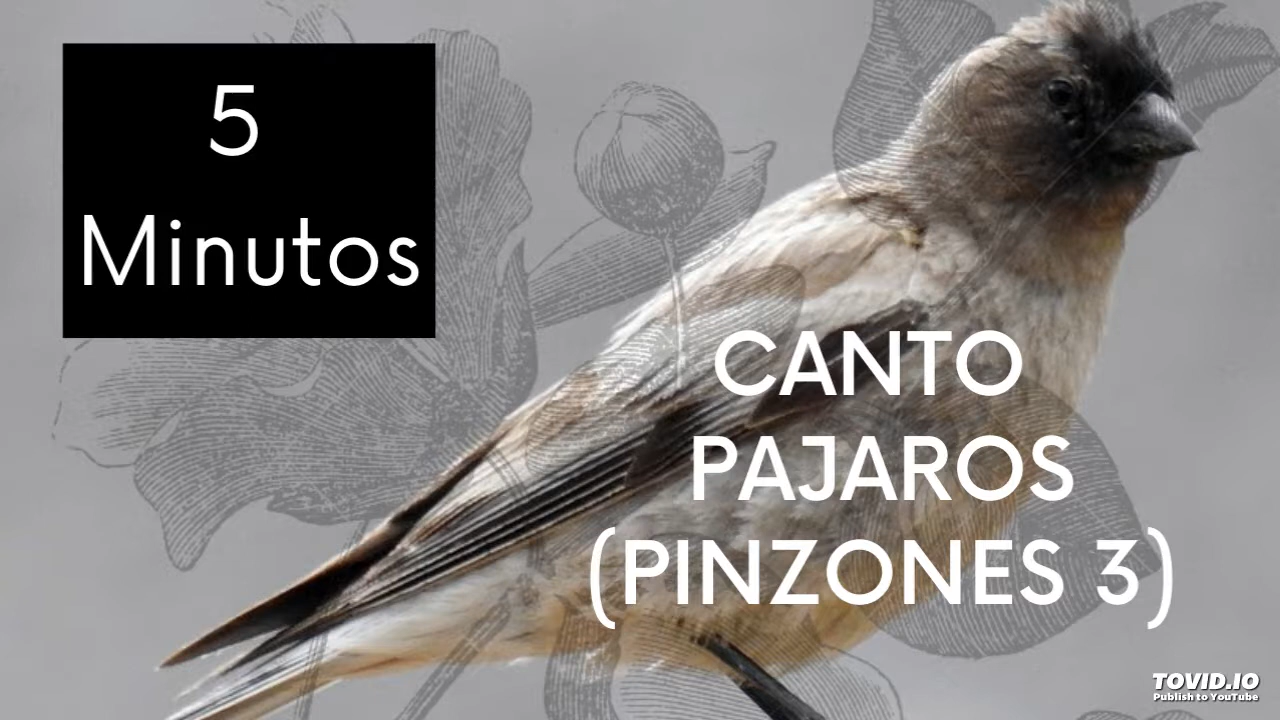 5
Minutos
CANTO
PAJAROS
(PINZONES 3)
TOVID.IO
Publish to YouTube